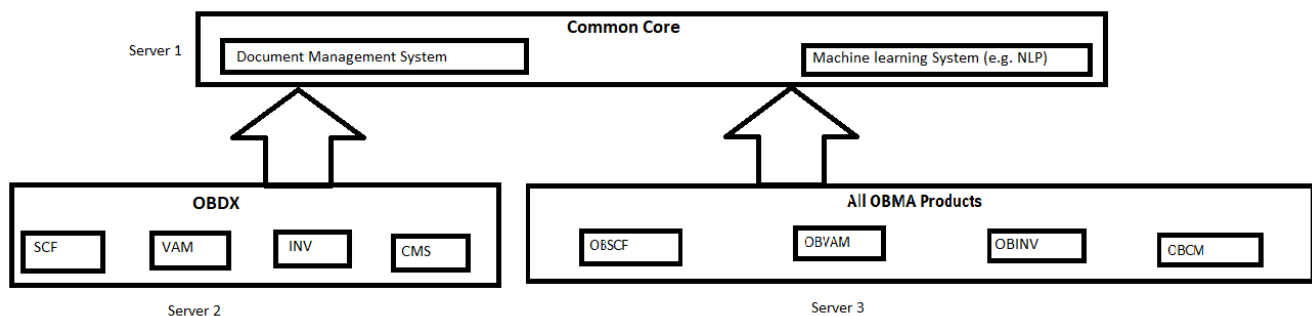 Common Core
Server 1
Document Management System
Machine learning System (e.g. NLP)
OBDX
SCF
VAM
INV
CMS
All OBMA Products
OBSCF
OBVAM
OBINV
OBCM
Server 2
Server 3